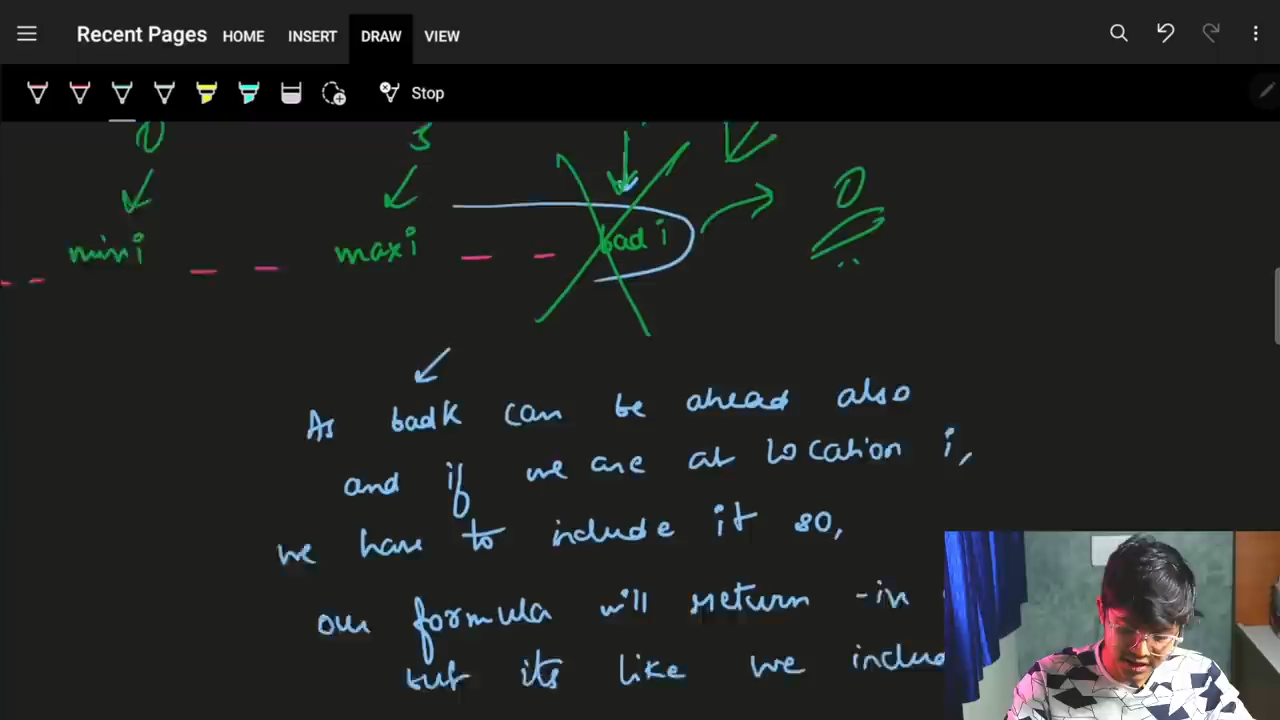 Recent Pages HOME INSERT DRAW VIEW
Stop
0 3
0
mini maxi bad i
As badk can be ahead also
and if we are at location i,
we have to include it so,
our formula will return -in
but its like we includ